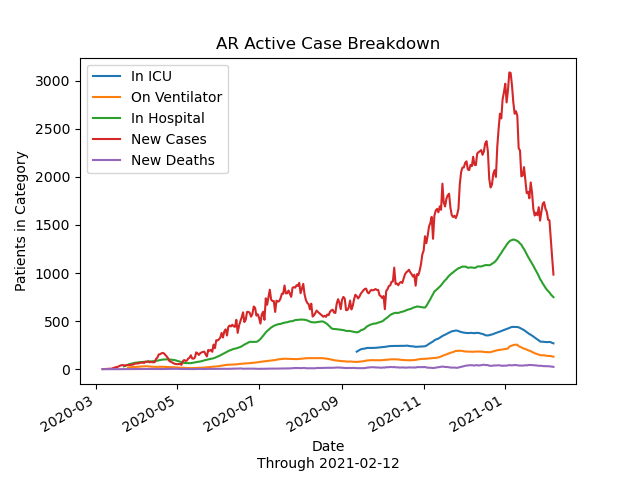 AR Active Case Breakdown
In ICU
On Ventilator
In Hospital
New Cases
New Deaths
Patients in Category
3000
2500
2000
1500
1000
500
0
2020-03
2020-05
2020-07
2020-09
2020-11
2021-01
Date
Through 2021-02-12